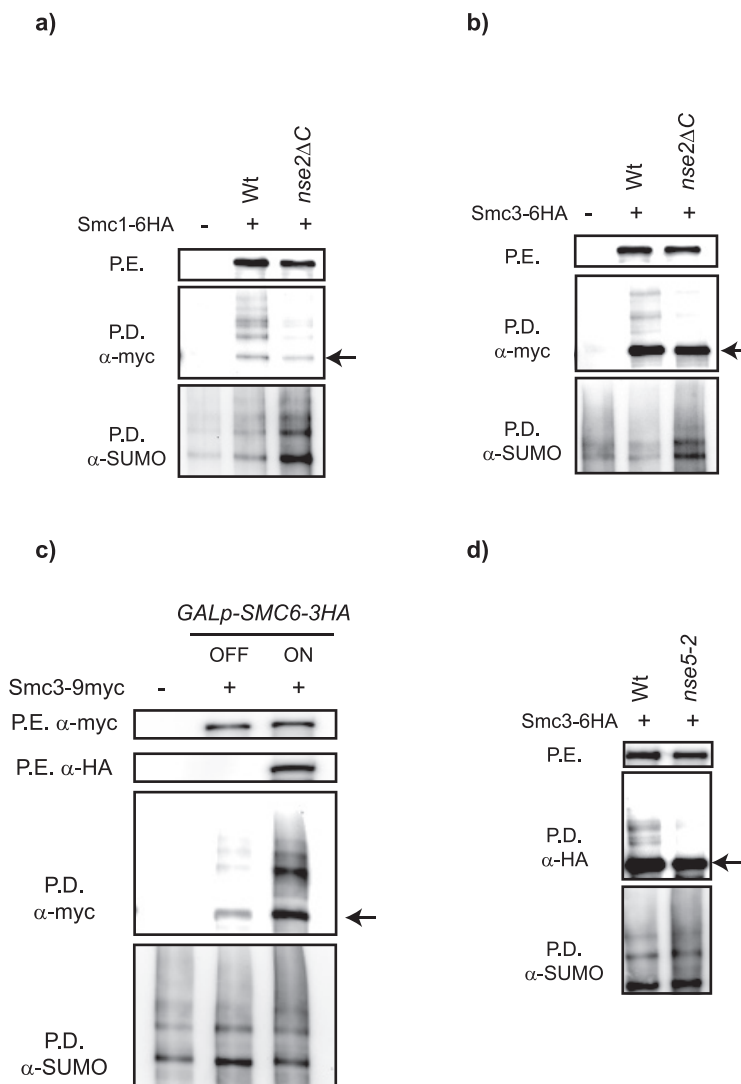 a)
Wt
nse2ΔC
Smc1-6HA - + +
P.E.
P.D.
α-myc
P.D.
α-SUMO
b)
Wt
nse2ΔC
Smc3-6HA - + +
P.E.
P.D.
α-myc
P.D.
α-SUMO
c)
GALp-SMC6-3HA
OFF ON
Smc3-9myc - + +
P.E. α-myc
P.E. α-HA
P.D.
α-myc
P.D.
α-SUMO
d)
Wt
nse5-2
Smc3-6HA + +
P.E.
P.D.
α-HA
P.D.
α-SUMO